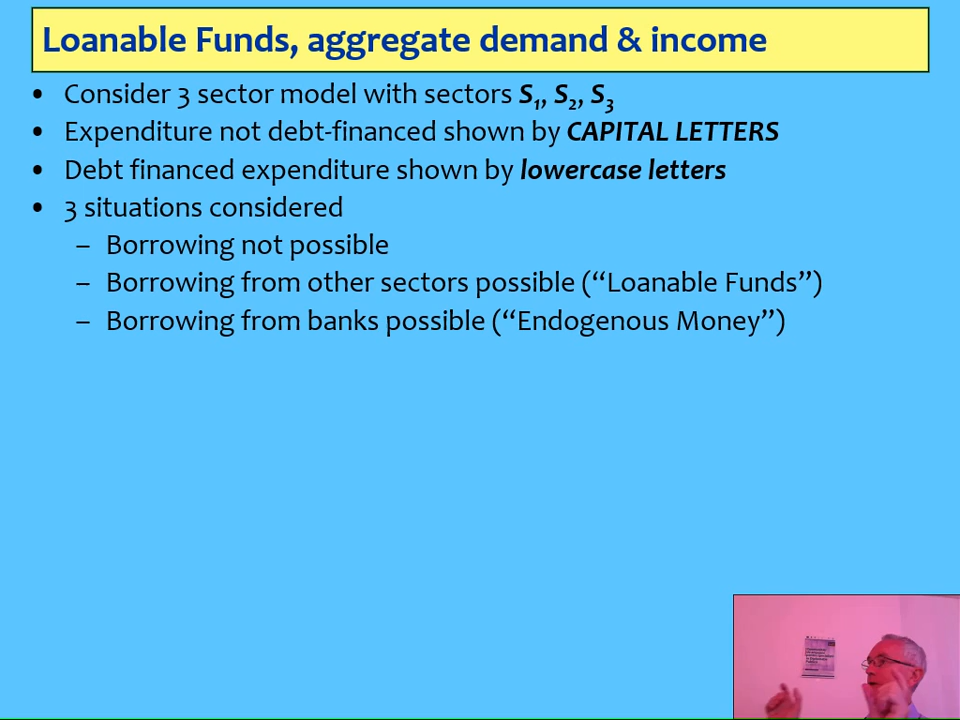 Loanable Funds, aggregate demand & income
• Consider 3 sector model with sectors S1, S2, S3
• Expenditure not debt-financed shown by CAPITAL LETTERS
• Debt financed expenditure shown by lowercase letters
• 3 situations considered
– Borrowing not possible
– Borrowing from other sectors possible (“Loanable Funds”)
– Borrowing from banks possible (“Endogenous Money”)